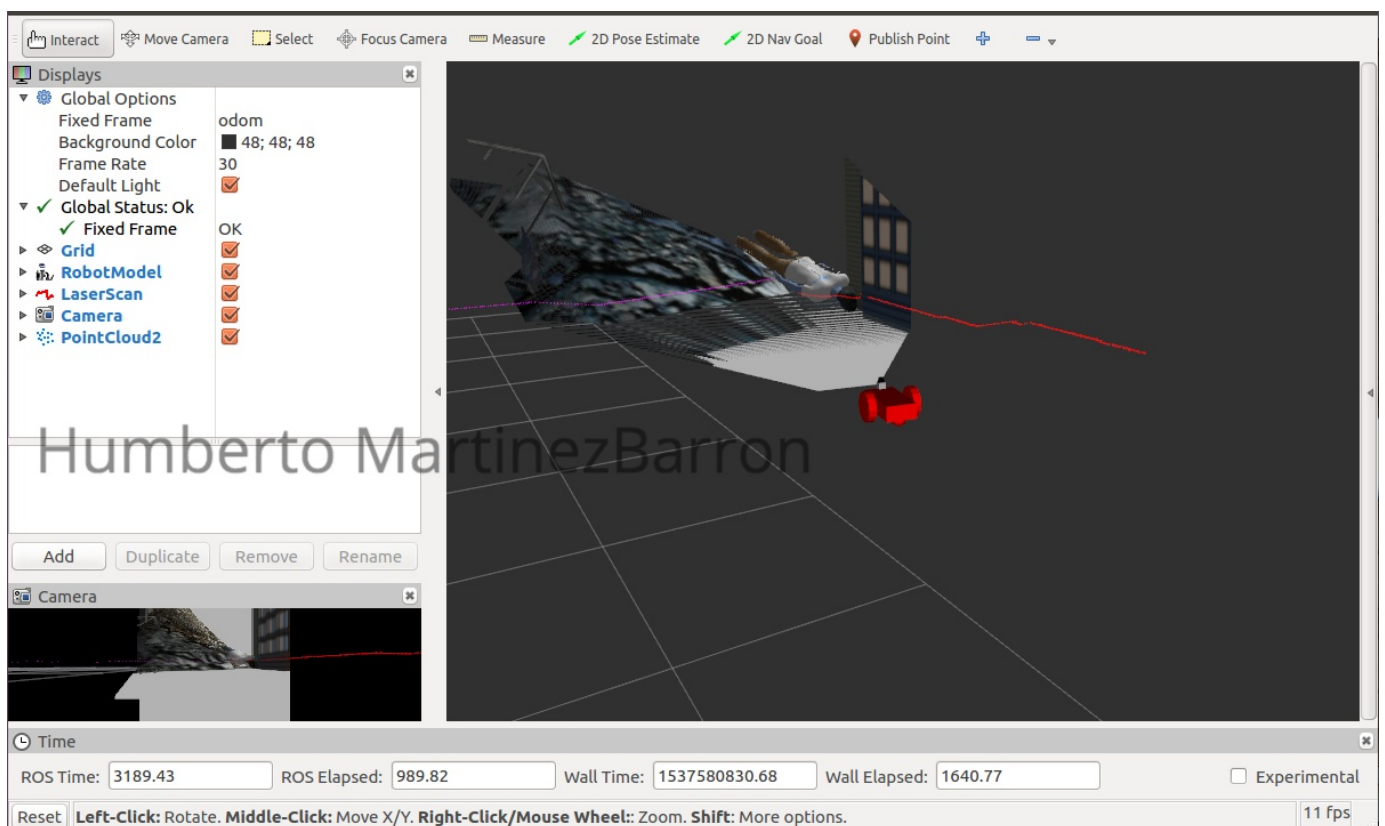 Interact Move Camera Select Focus Camera Measure 2D Pose Estimate 2D Nav Goal Publish Point
Displays
Global Options
Fixed Frame odom
Background Color 48; 48; 48
Frame Rate 30
Default Light
Global Status: Ok
Fixed Frame OK
Grid
RobotModel
LaserScan
Camera
PointCloud2
Humberto MartinezBarron
Add Duplicate Remove Rename
Camera
Time
ROS Time: 3189.43 ROS Elapsed: 989.82 Wall Time: 1537580830.68 Wall Elapsed: 1640.77 Experimental
Reset Left-Click: Rotate. Middle-Click: Move X/Y. Right-Click/Mouse Wheel:: Zoom. Shift: More options. 11 fps